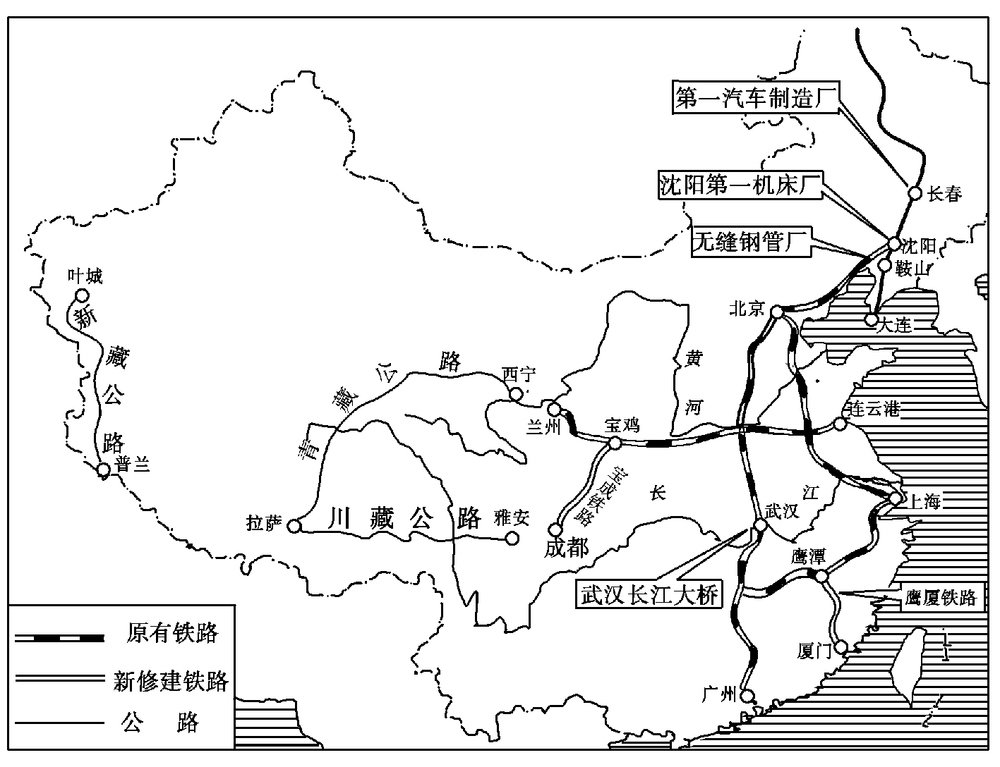 第一汽车制造厂
沈阳第一机床厂
长春
无缝钢管厂
沈阳
鞍山
叶城
北京
大连
新藏公路
青藏公路
西宁
黄河
兰州
宝鸡
连云港
普兰
宝成铁路
长江
拉萨
川藏公路
雅安
成都
武汉
上海
鹰潭
武汉长江大桥
鹰厦铁路
厦门
广州
原有铁路
新修建铁路
公路